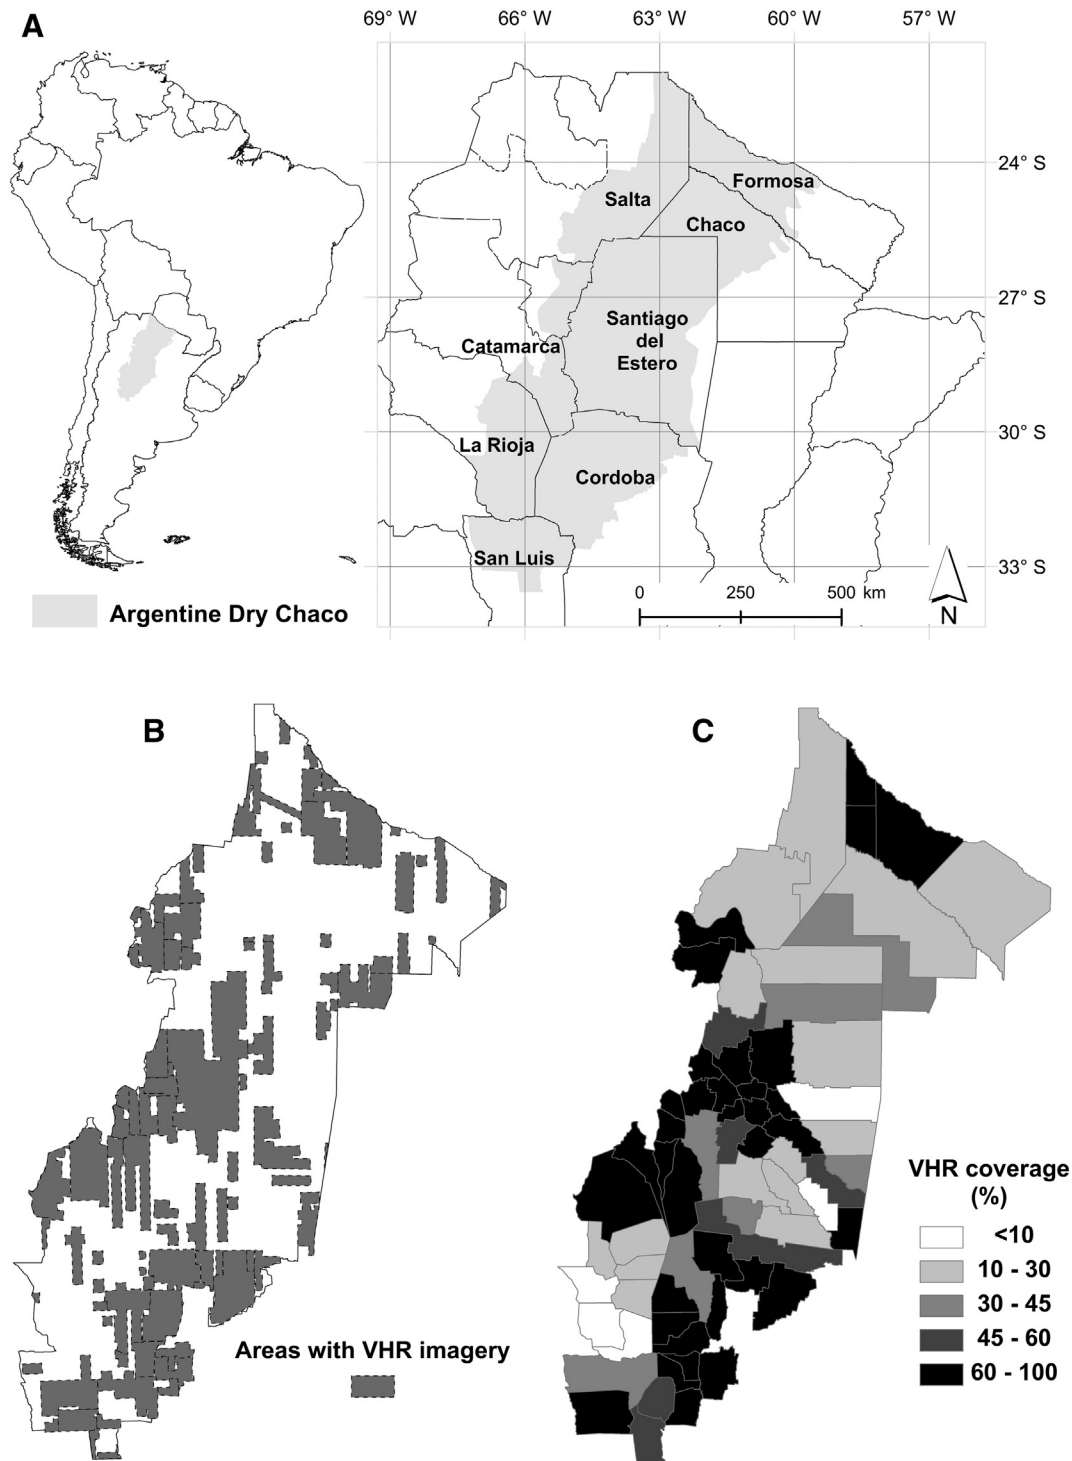 A
69° W 66° W 63° W 60° W 57° W
24° S
Formosa
Salta
Chaco
27° S
Santiago
del
Estero
Catamarca
30° S
La Rioja
Cordoba
San Luis
33° S
0 250 500 km
N
Argentine Dry Chaco
B
C
VHR coverage
(%)
<10
10 - 30
30 - 45
45 - 60
60 - 100
Areas with VHR imagery